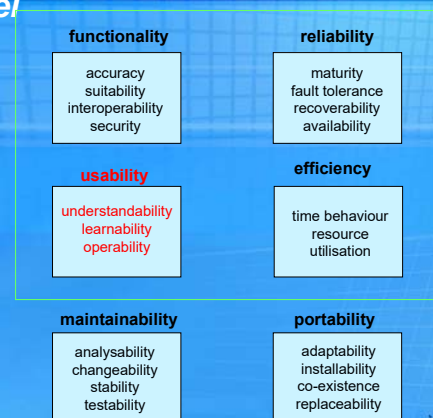 el
functionality
accuracy
suitability
interoperability
security
reliability
maturity
fault tolerance
recoverability
availability
usability
understandability
learnability
operability
efficiency
time behaviour
resource
utilisation
maintainability
analysability
changeability
stability
testability
portability
adaptability
installability
co-existence
replaceability